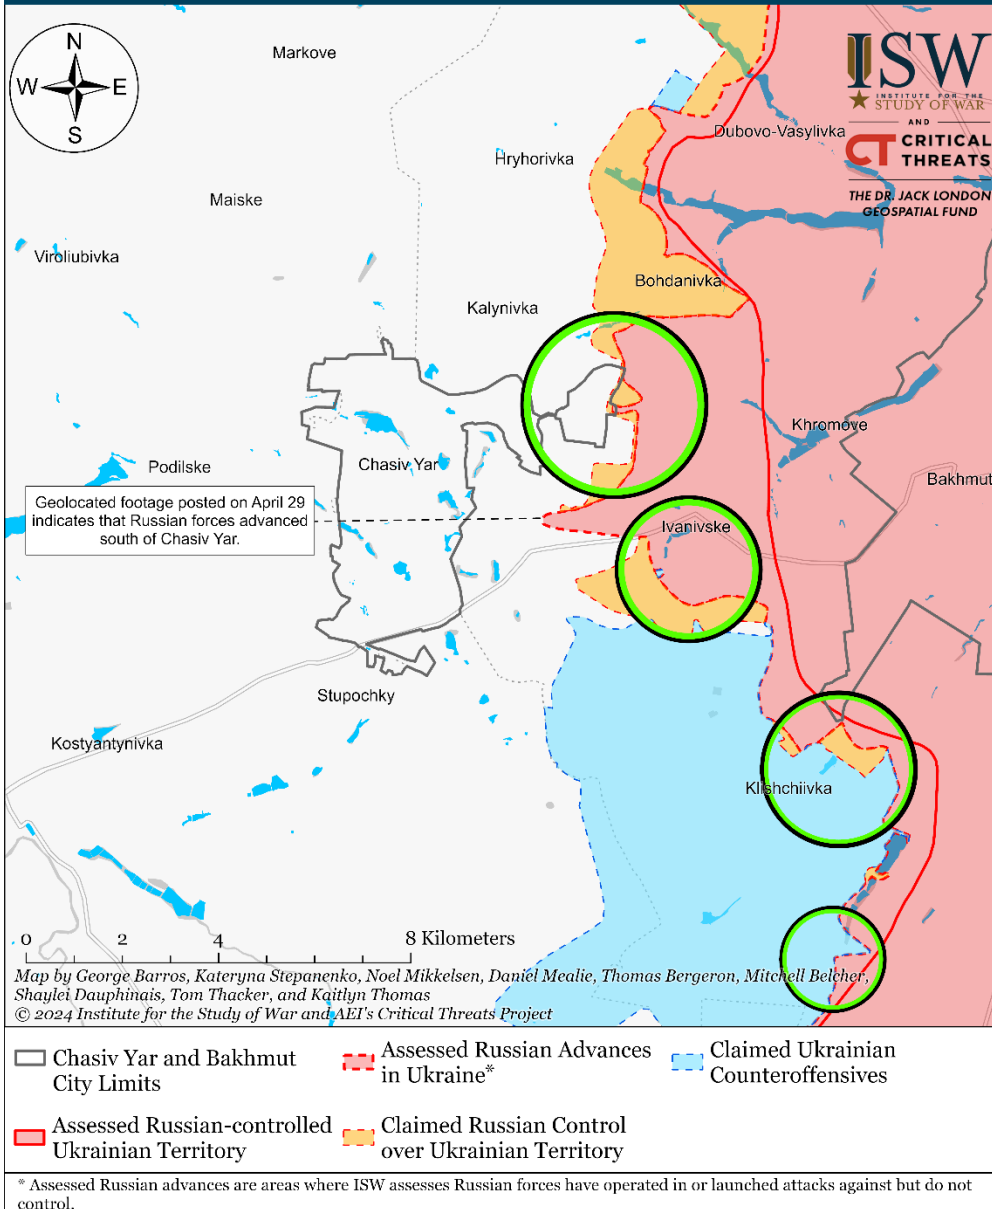 N
W
E
S
Markove
ISW
INSTITUTE FOR THE
STUDY OF WAR
AND
CT CRITICAL
THREATS
THE DR. JACK LONDON
GEOSPATIAL FUND
Dubovo-Vasylivka
Hryhorivka
Maiske
Viroliubivka
Bohdanivka
Kalynivka
Khromove
Chasiv Yar
Podilske
Bakhmut
Geolocated footage posted on April 29
indicates that Russian forces advanced
south of Chasiv Yar.
Ivanivske
Stupochky
Kostyantynivka
Klishchiivka
0 2 4 8 Kilometers
Map by George Barros, Kateryna Stepanenko, Noel Mikkelsen, Daniel Mealie, Thomas Bergeron, Mitchell Belcher,
Shaylei Dauphinais, Tom Thacker, and Kaitlyn Thomas
© 2024 Institute for the Study of War and AEI's Critical Threats Project
Chasiv Yar and Bakhmut
City Limits
Assessed Russian Advances
in Ukraine*
Claimed Ukrainian
Counteroffensives
Assessed Russian-controlled
Ukrainian Territory
Claimed Russian Control
over Ukrainian Territory
* Assessed Russian advances are areas where ISW assesses Russian forces have operated in or launched attacks against but do not
control.